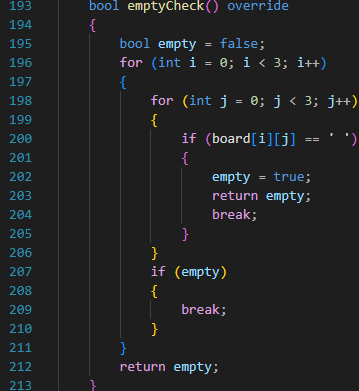 193 bool emptyCheck() override
194 {
195 bool empty = false;
196 for (int i = 0; i < 3; i++)
197 {
198 for (int j = 0; j < 3; j++)
199 {
200 if (board[i][j] == ' ')
201 {
202 empty = true;
203 return empty;
204 break;
205 }
206 }
207 if (empty)
208 {
209 break;
210 }
211 }
212 return empty;
213 }